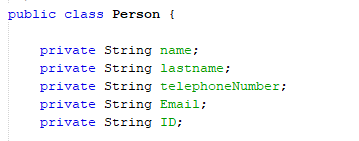 public class Person {
private String name;
private String lastname;
private String telephoneNumber;
private String Email;
private String ID;